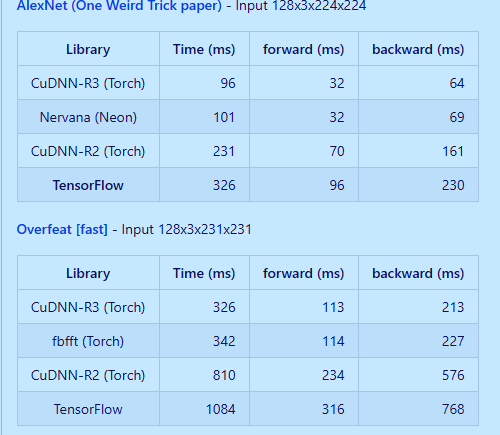 AlexNet (One Weird Trick paper) - Input 128x3x224x224
Library Time (ms) forward (ms) backward (ms)
CuDNN-R3 (Torch) 96 32 64
Nervana (Neon) 101 32 69
CuDNN-R2 (Torch) 231 70 161
TensorFlow 326 96 230
Overfeat [fast] - Input 128x3x231x231
Library Time (ms) forward (ms) backward (ms)
CuDNN-R3 (Torch) 326 113 213
fbfft (Torch) 342 114 227
CuDNN-R2 (Torch) 810 234 576
TensorFlow 1084 316 768